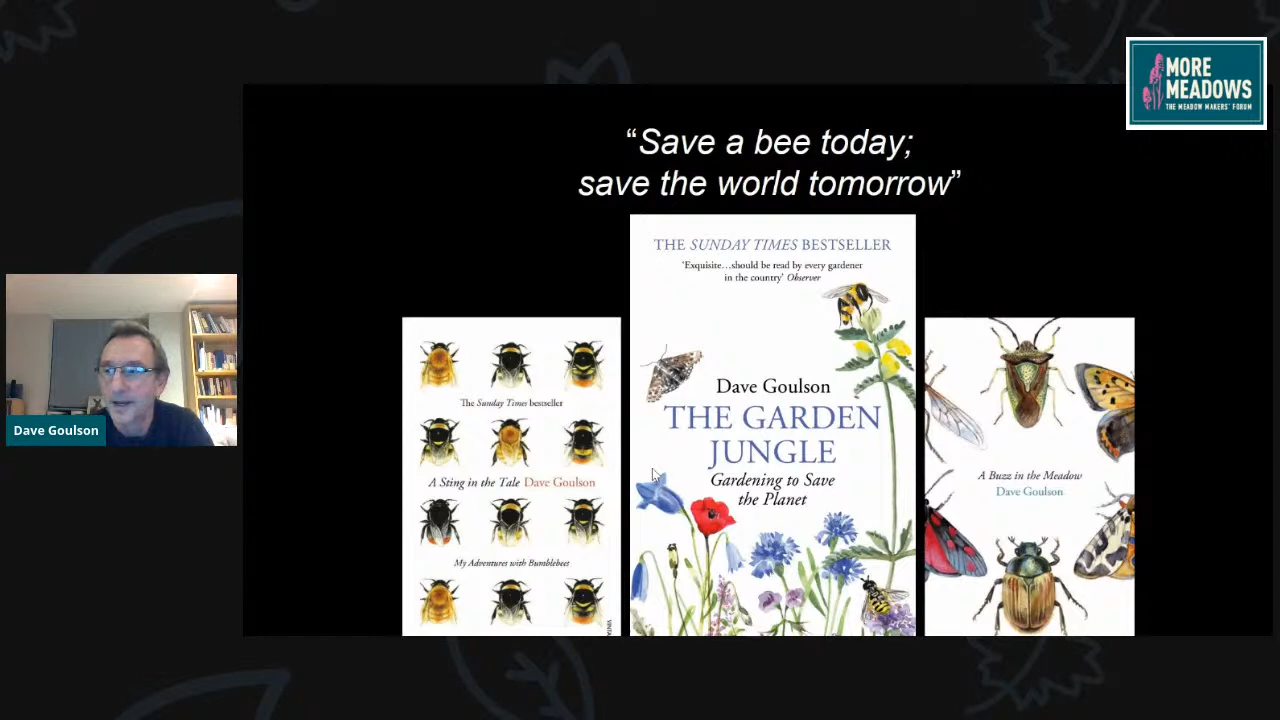 MORE
MEADOWS
THE MEADOW MAKERS' FORUM
“Save a bee today;
save the world tomorrow”
THE SUNDAY TIMES BESTSELLER
'Exquisite...should be read by every gardener
in the country' Observer
Dave Goulson
THE GARDEN
JUNGLE
Gardening to Save
the Planet
The Sunday Times bestseller
A Sting in the Tale Dave Goulson
My Adventures with Bumblebees
A Buzz in the Meadow
Dave Goulson
Dave Goulson